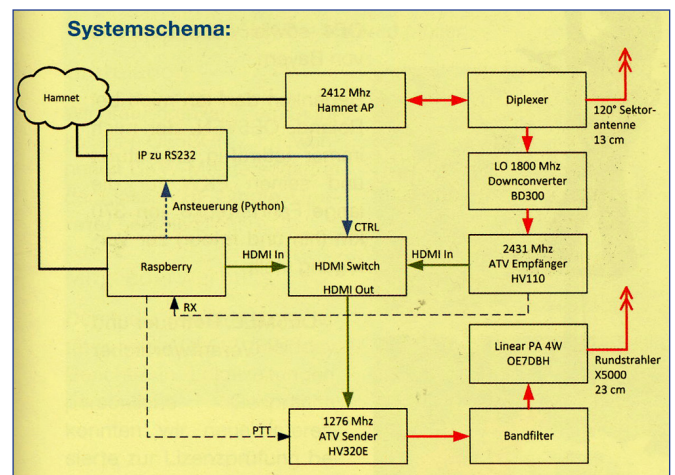 Systemschema:
Hamnet
2412 Mhz
Hamnet AP
Diplexer
120° Sektor-
antenne
13 cm
IP zu RS232
LO 1800 Mhz
Downconverter
BD300
Ansteuerung (Python)
CTRL
Raspberry
HDMI In
HDMI Switch
HDMI Out
HDMI In
2431 Mhz
ATV Empfänger
HV110
RX
Linear PA 4W
OE7DBH
Rundstrahler
X5000
23 cm
PTT
1276 Mhz
ATV Sender
HV320E
Bandfilter